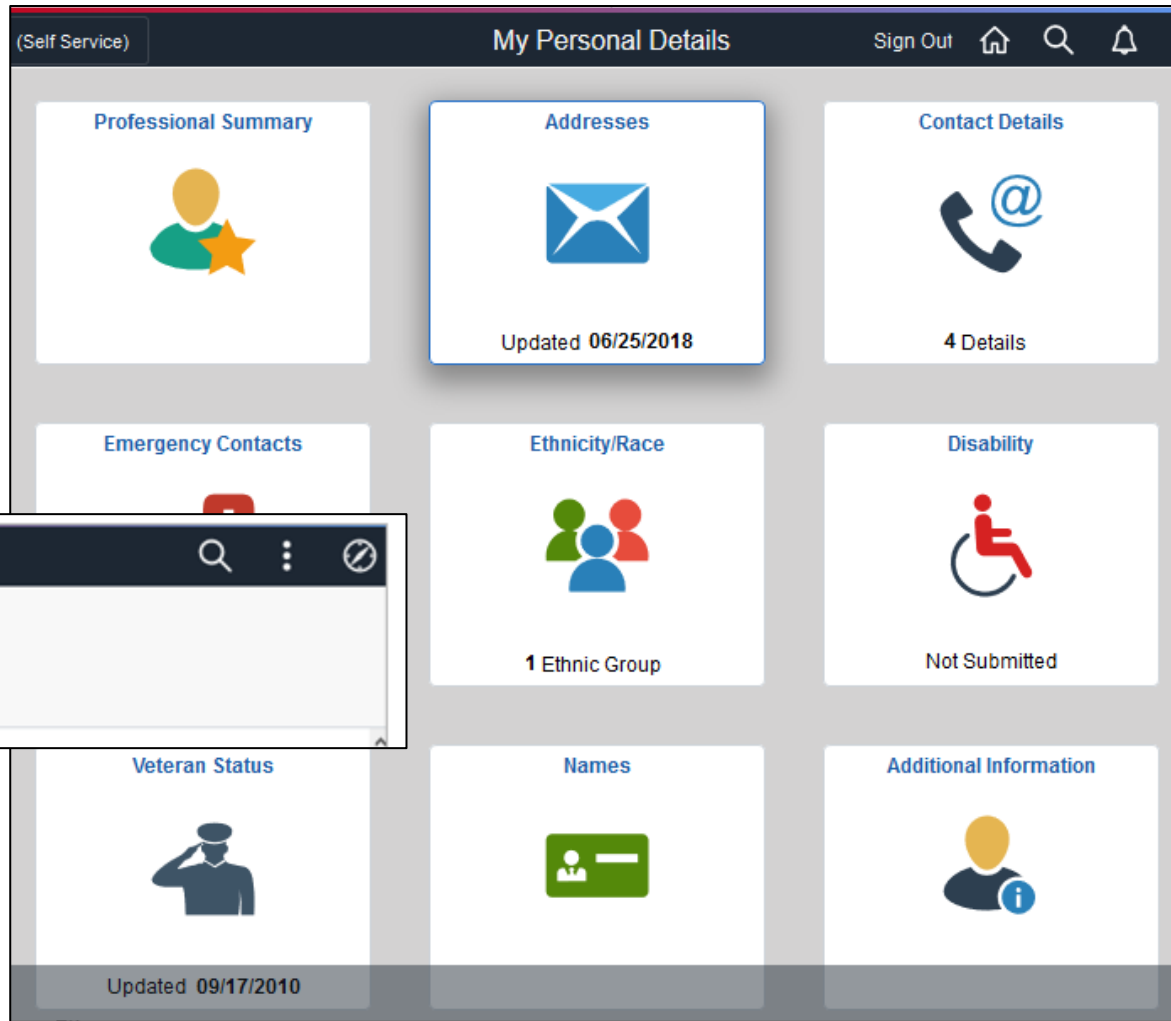 (Self Service)
My Personal Details
Sign Out
Professional Summary
Addresses
Contact Details
@
Updated 06/25/2018
4 Details
Emergency Contacts
Ethnicity/Race
Disability
1 Ethnic Group
Not Submitted
Veteran Status
Names
Additional Information
i
Updated 09/17/2010